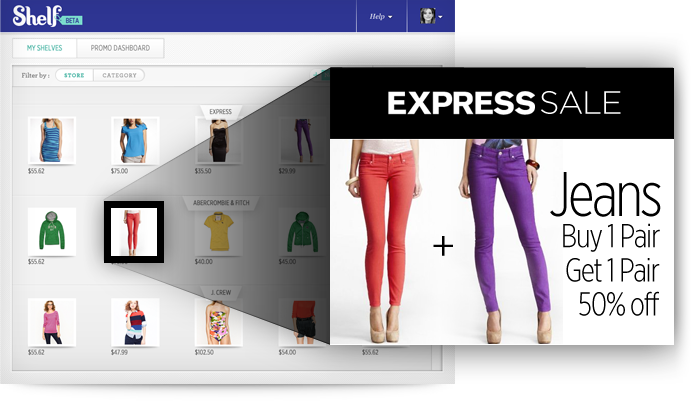 Shelf BETA
Help
MY SHELVES PROMO DASHBOARD
Filter by : STORE CATEGORY
EXPRESS
$55.62 $75.00 $35.50 $29.99
ABERCROMBIE & FITCH
$55.62 $40.00
J. CREW
$55.62 $47.99 $102.50 $54.00 $55.62
EXPRESS SALE
+
Jeans
Buy 1 Pair
Get 1 Pair
50% off